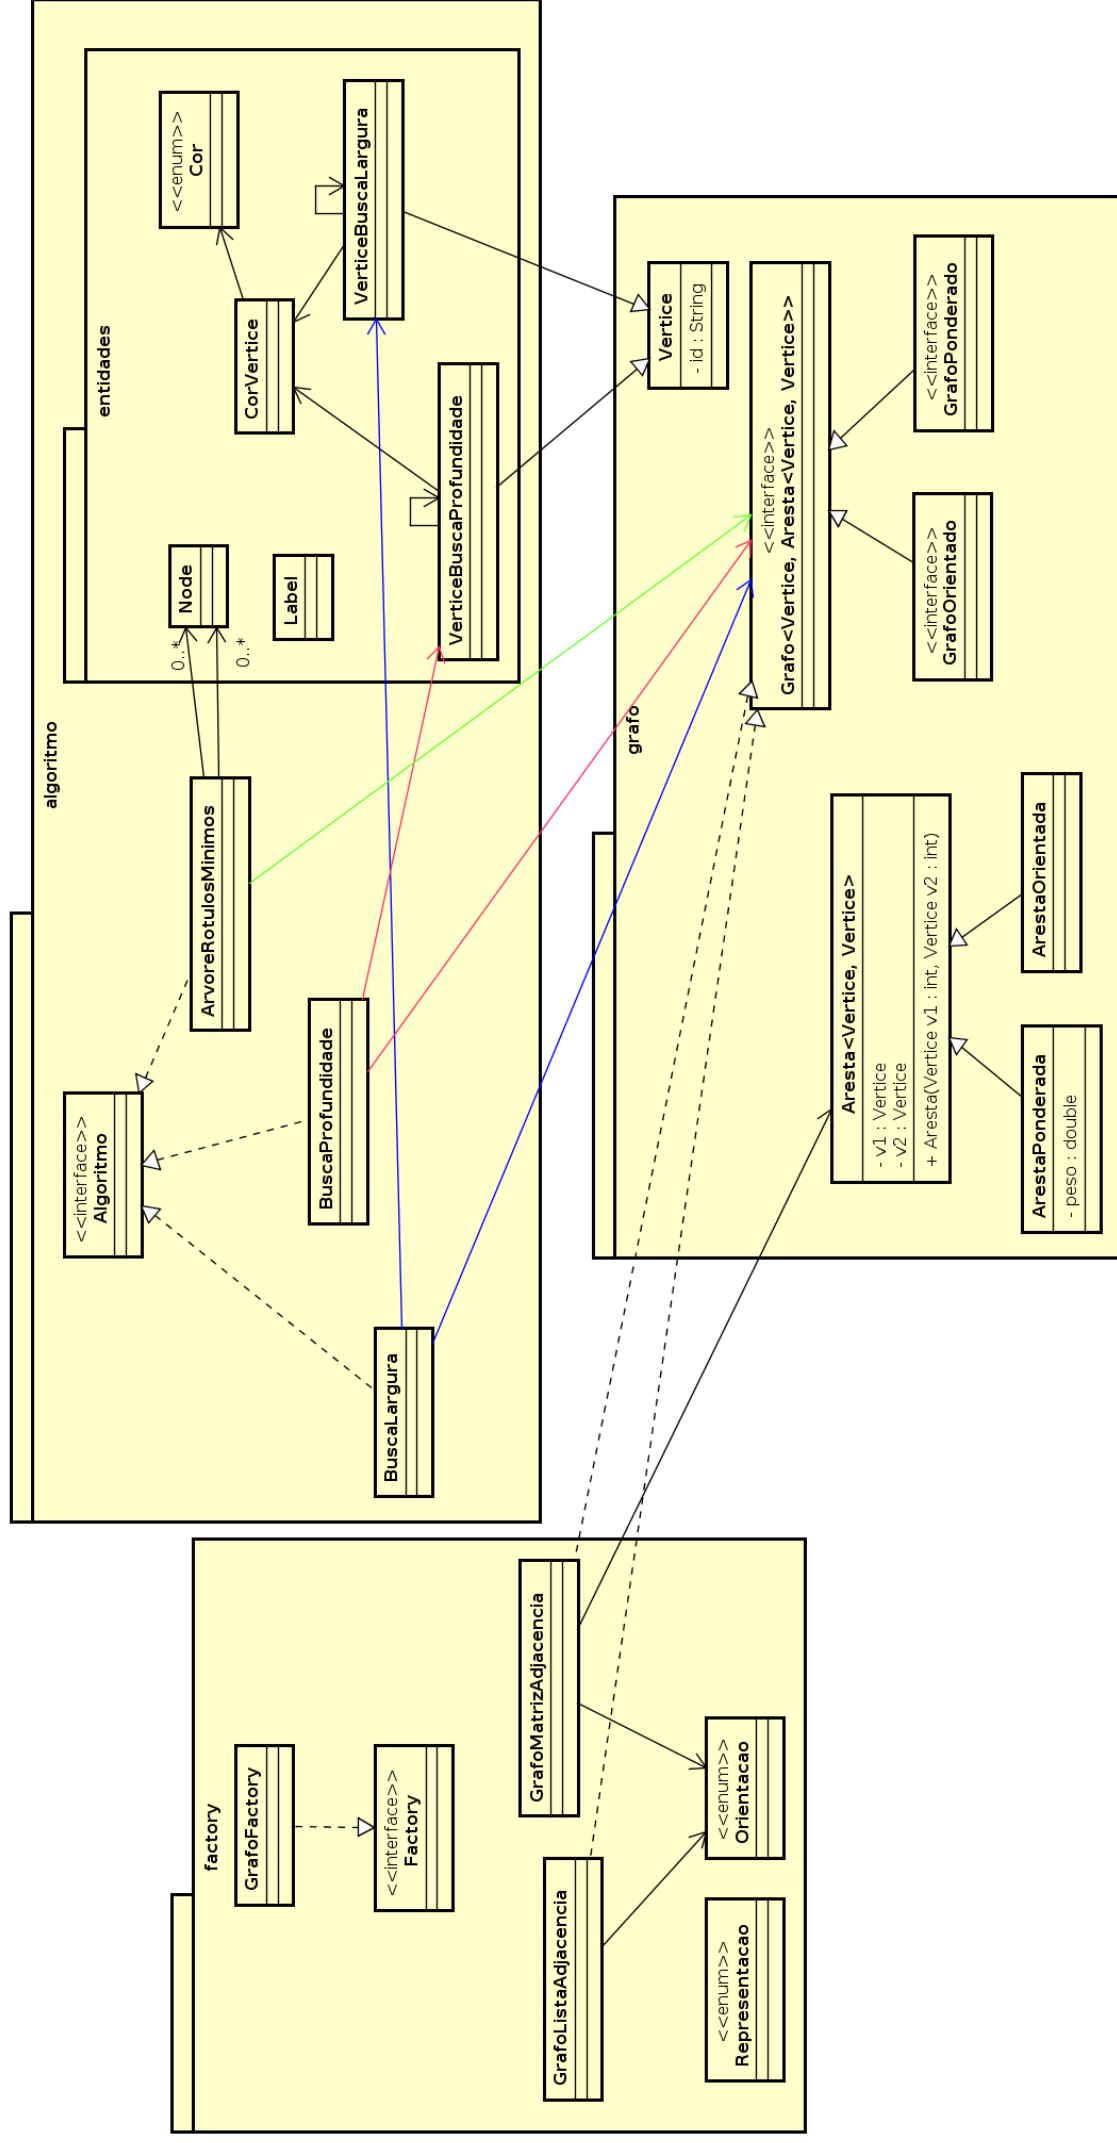 algoritmo
<<interface>>
Algoritmo
ArvoreRotulosMinimos
BuscaProfundidade
BuscaLargura
entidades
Node
0..*
0..*
Label
<<enum>>
Cor
CorVertice
VerticeBuscaLargura
VerticeBuscaProfundidade
factory
GrafoFactory
<<interface>>
Factory
GrafoMatrizAdjacencia
GrafoListaAdjacencia
<<enum>>
Representacao
<<enum>>
Orientacao
grafo
Vertice
- id : String
<<interface>>
Grafo<Vertice, Aresta<Vertice, Vertice>>
<<interface>>
GrafoOrientado
<<interface>>
GrafoPonderado
Aresta<Vertice, Vertice>
- v1 : Vertice
- v2 : Vertice
+ Aresta(Vertice v1 : int, Vertice v2 : int)
ArestaPonderada
- peso : double
ArestaOrientada